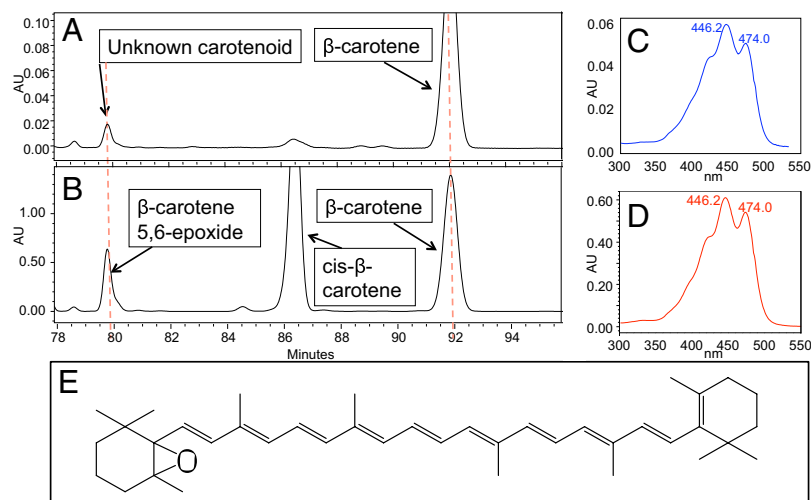 A
0.10
0.08
0.06
0.04
0.02
0.00
AU
Unknown carotenoid
β-carotene
B
1.00
0.50
0.00
AU
β-carotene
5,6-epoxide
β-carotene
cis-β-
carotene
78 80 82 84 86 88 90 92 94
Minutes
C
0.06
0.04
0.02
0.00
AU
446.2
474.0
300 350 400 450 500 550
nm
D
0.60
0.40
0.20
0.00
AU
446.2
474.0
300 350 400 450 500 550
nm
E
O